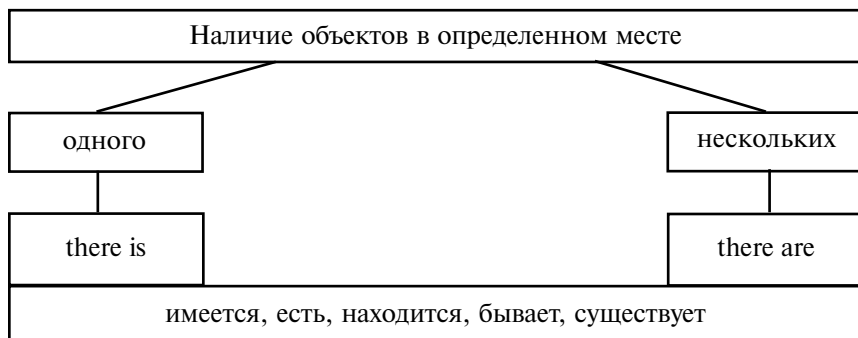 Наличие объектов в определенном месте
одного
нескольких
there is
there are
имеется, есть, находится, бывает, существует